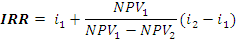 IRR = i₁ + NPV₁ / (NPV₁ − NPV₂) (i₂ − i₁)